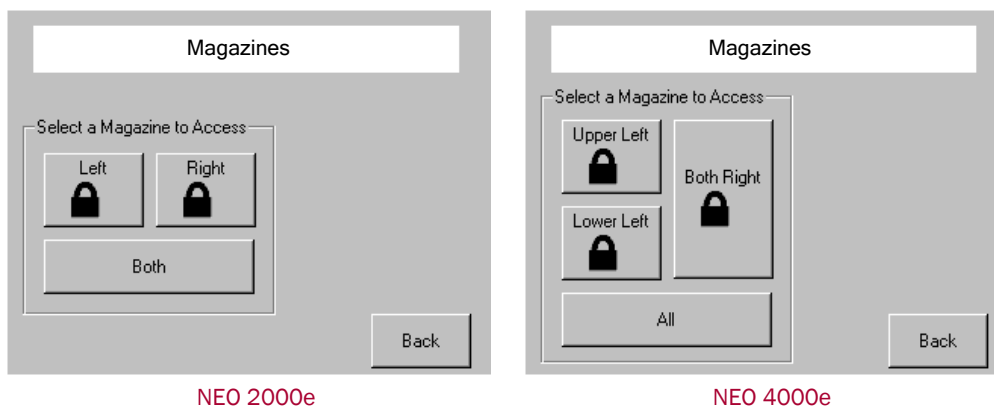 Magazines
Select a Magazine to Access
Left
Right
Both
Back
NEO 2000e
Magazines
Select a Magazine to Access
Upper Left
Both Right
Lower Left
All
Back
NEO 4000e